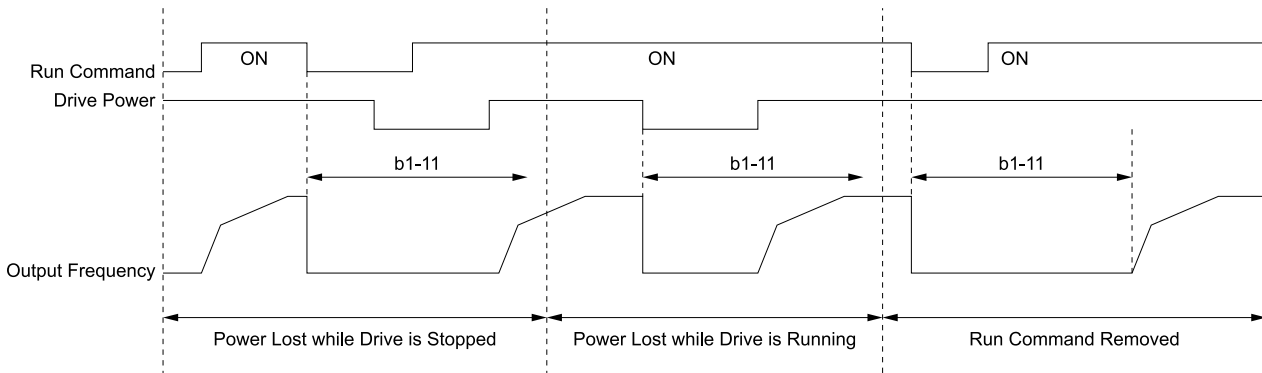 Run Command
ON
ON
ON
Drive Power
b1-11
b1-11
b1-11
Output Frequency
Power Lost while Drive is Stopped
Power Lost while Drive is Running
Run Command Removed